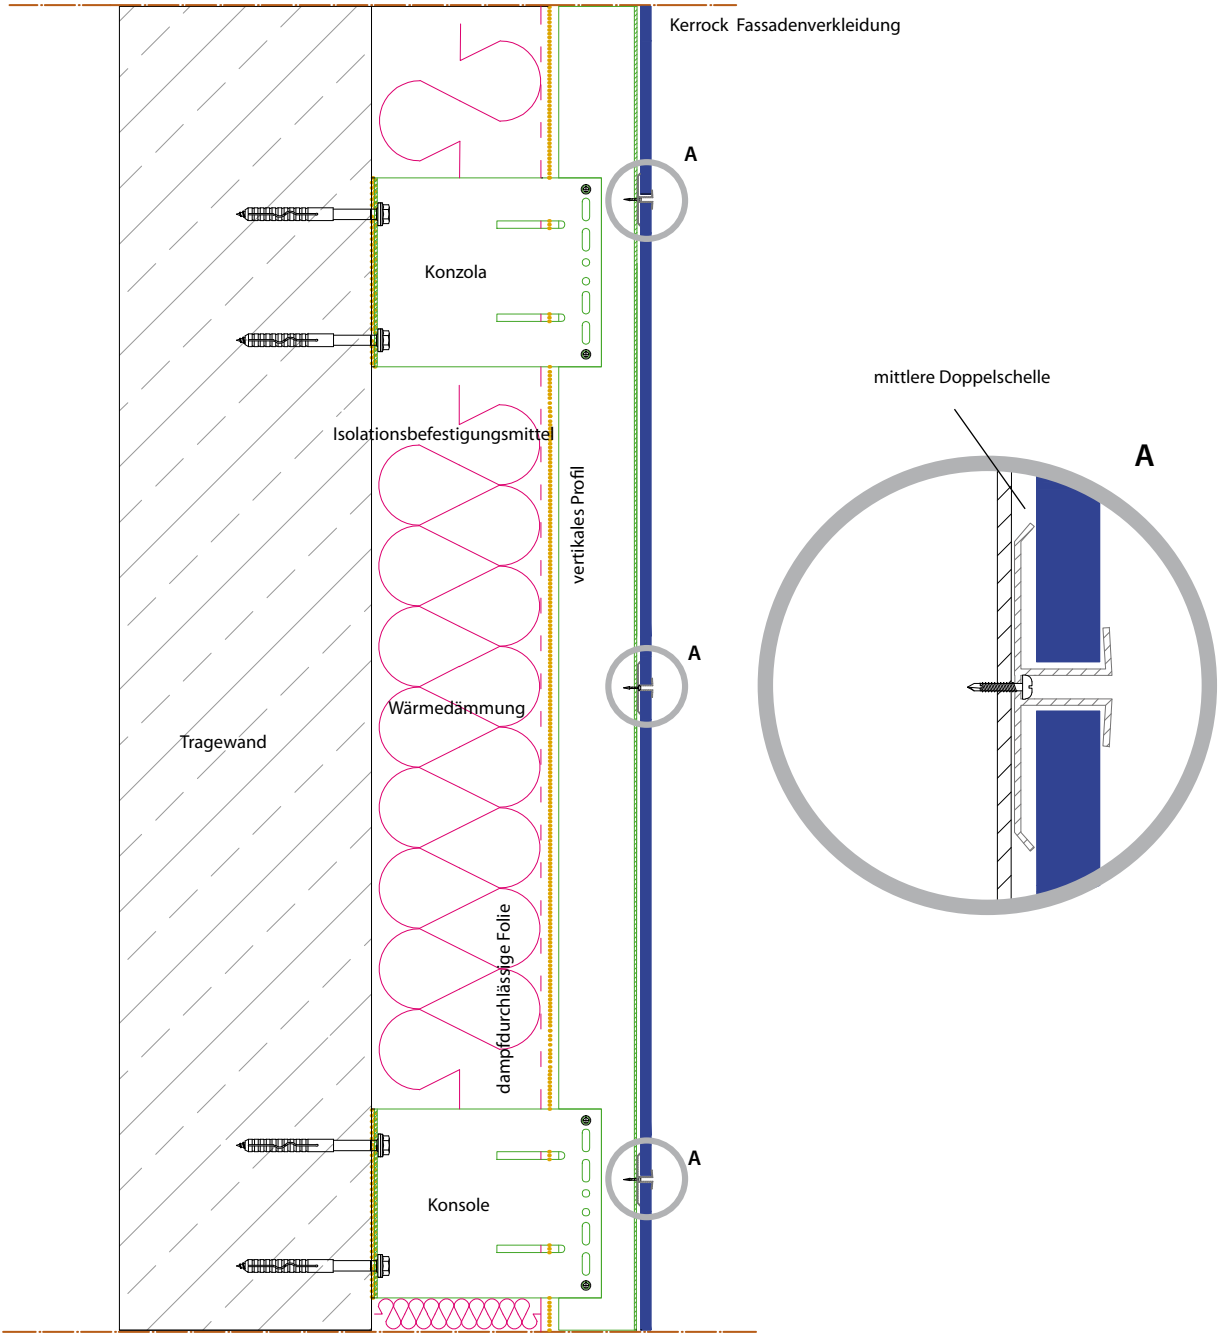 Kerrock Fassadenverkleidung
A
Konzola
mittlere Doppelschelle
Isolationsbefestigungsmittel
A
vertikales Profil
A
Wärmedämmung
Tragewand
dampfdurchlässige Folie
A
Konsole